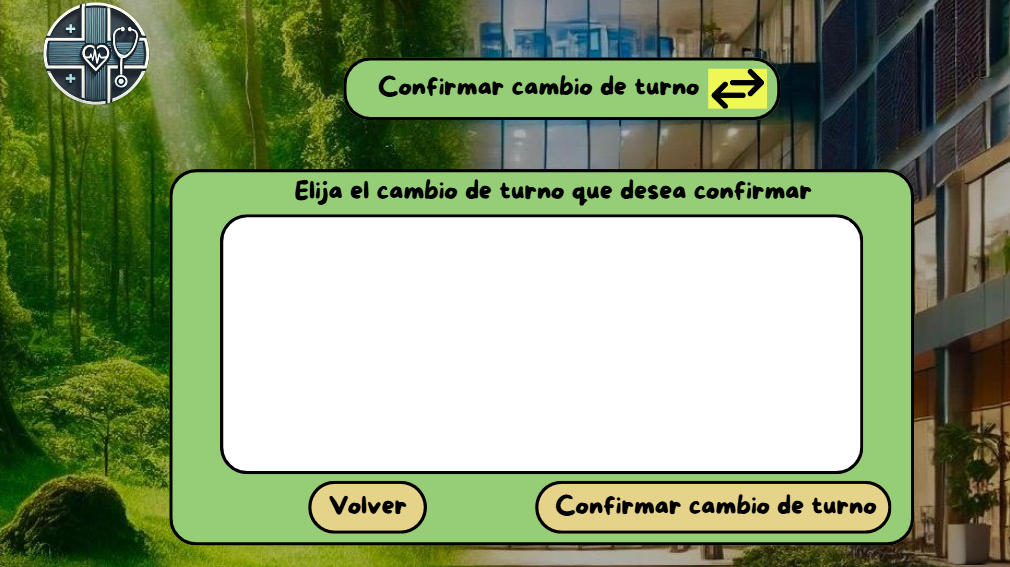 Confirmar cambio de turno
Elija el cambio de turno que desea confirmar
Volver
Confirmar cambio de turno